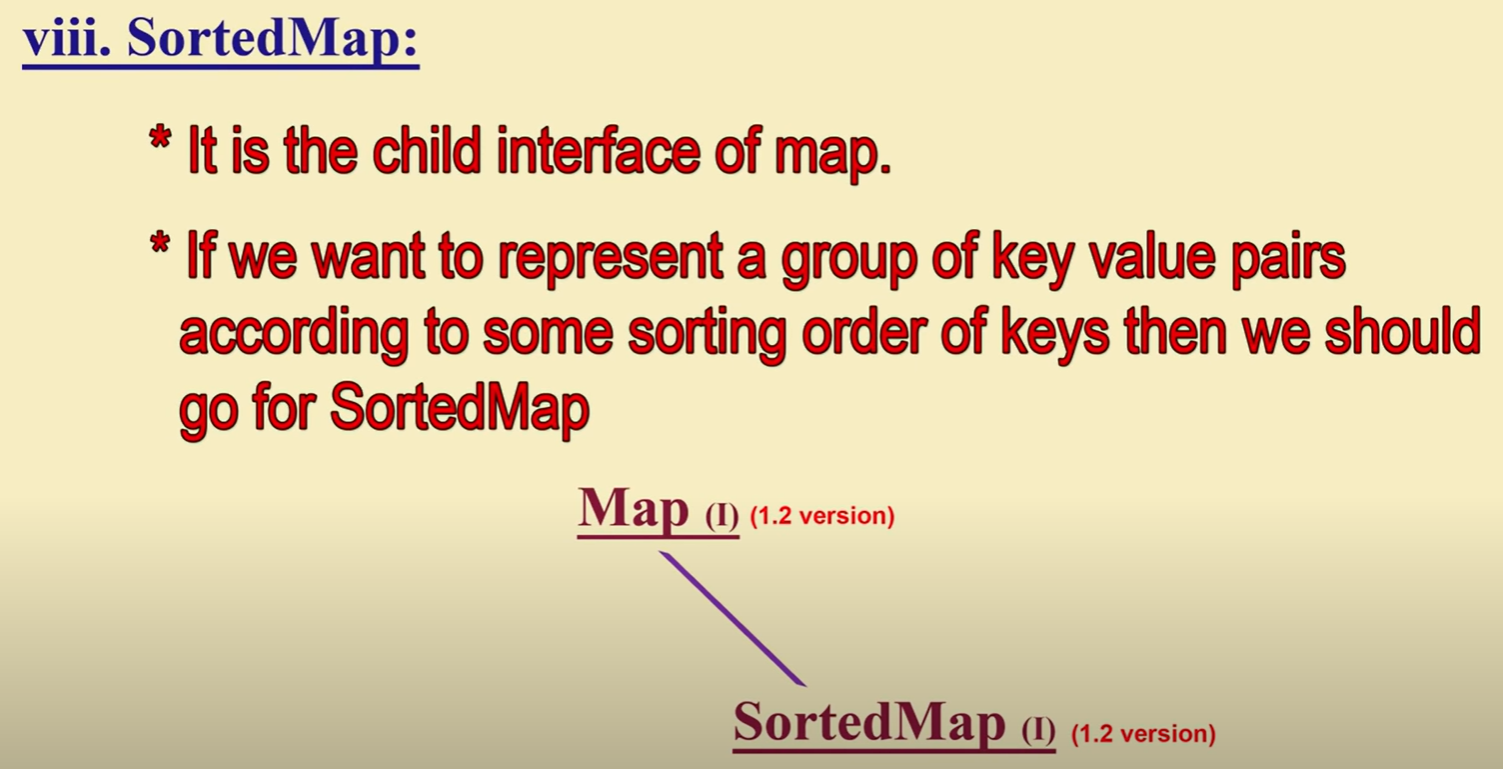 viii. SortedMap:
* It is the child interface of map.
* If we want to represent a group of key value pairs
according to some sorting order of keys then we should
go for SortedMap
Map (I) (1.2 version)
SortedMap (I) (1.2 version)